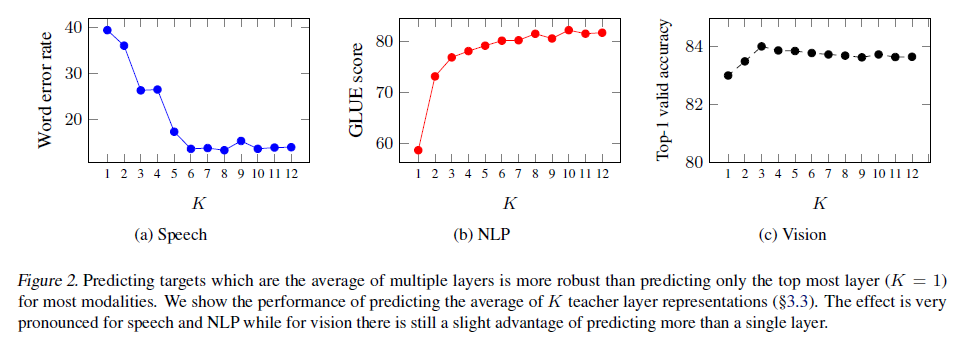 40
30
20
Word error rate
1 2 3 4 5 6 7 8 9 10 11 12
K
(a) Speech
80
70
60
GLUE score
1 2 3 4 5 6 7 8 9 10 11 12
K
(b) NLP
84
82
80
Top-1 valid accuracy
1 2 3 4 5 6 7 8 9 10 11 12
K
(c) Vision
Figure 2. Predicting targets which are the average of multiple layers is more robust than predicting only the top most layer (K = 1)
for most modalities. We show the performance of predicting the average of K teacher layer representations (§3.3). The effect is very
pronounced for speech and NLP while for vision there is still a slight advantage of predicting more than a single layer.